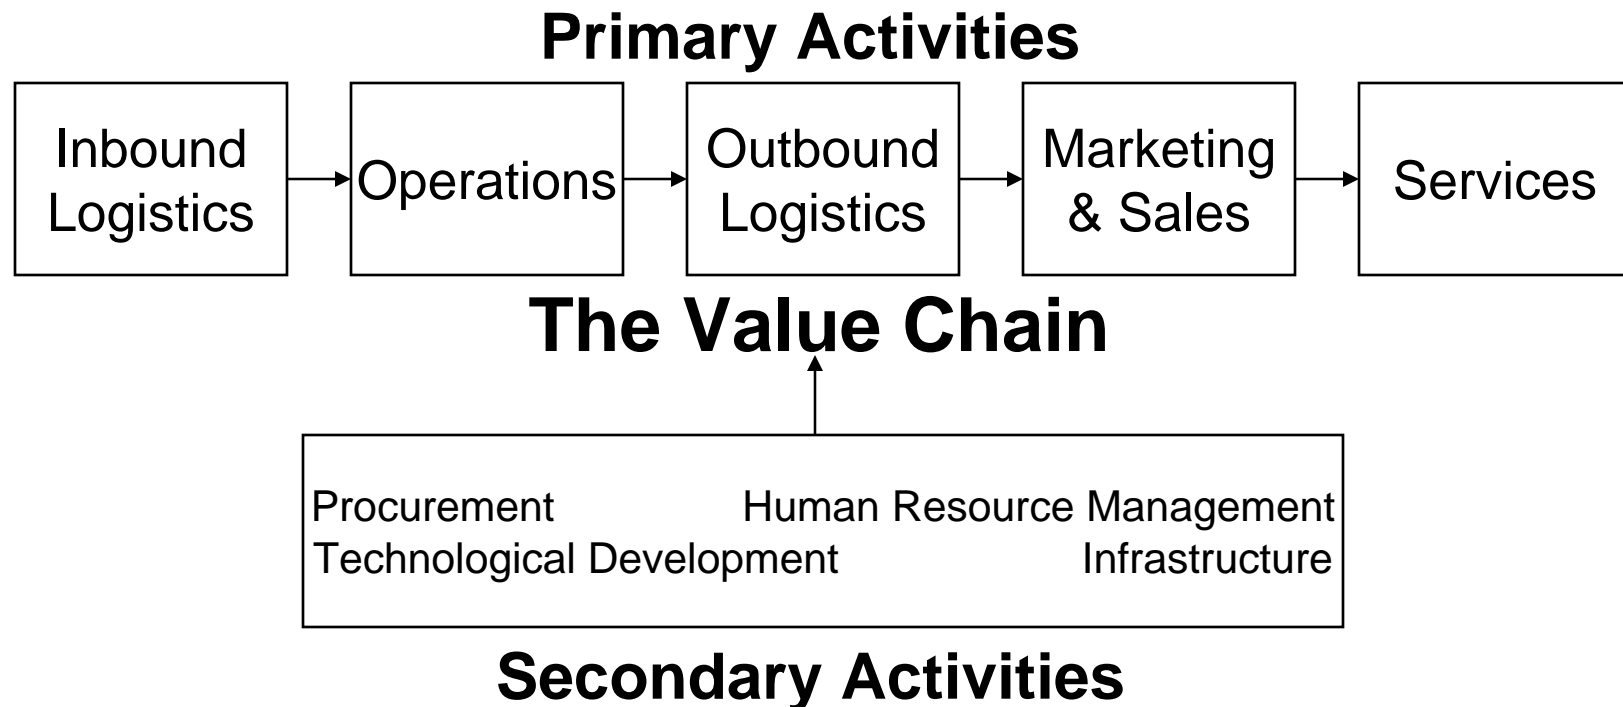 Primary Activities
Inbound
Logistics
Operations
Outbound
Logistics
Marketing
& Sales
Services
The Value Chain
Procurement Human Resource Management
Technological Development Infrastructure
Secondary Activities